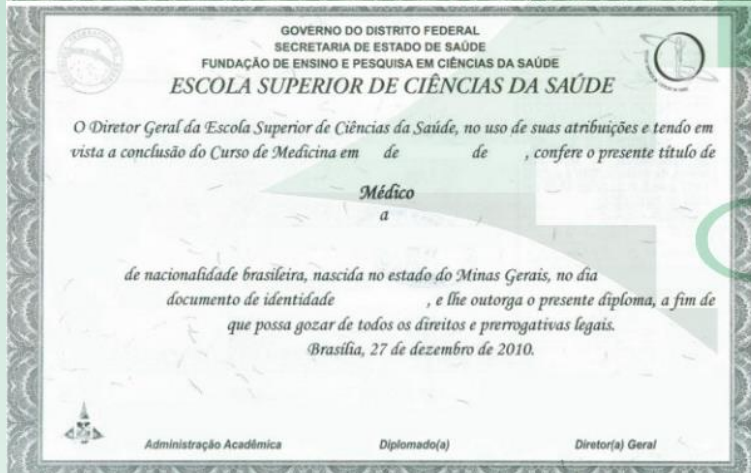 GOVERNO DO DISTRITO FEDERAL
SECRETARIA DE ESTADO DE SAÚDE
FUNDAÇÃO DE ENSINO E PESQUISA EM CIÊNCIAS DA SAÚDE
ESCOLA SUPERIOR DE CIÊNCIAS DA SAÚDE
O Diretor Geral da Escola Superior de Ciências da Saúde, no uso de suas atribuições e tendo em
vista a conclusão do Curso de Medicina em de de , confere o presente título de
Médico
a
de nacionalidade brasileira, nascida no estado do Minas Gerais, no dia
documento de identidade , e lhe outorga o presente diploma, a fim de
que possa gozar de todos os direitos e prerrogativas legais.
Brasília, 27 de dezembro de 2010.
Administração Acadêmica Diplomado(a) Diretor(a) Geral